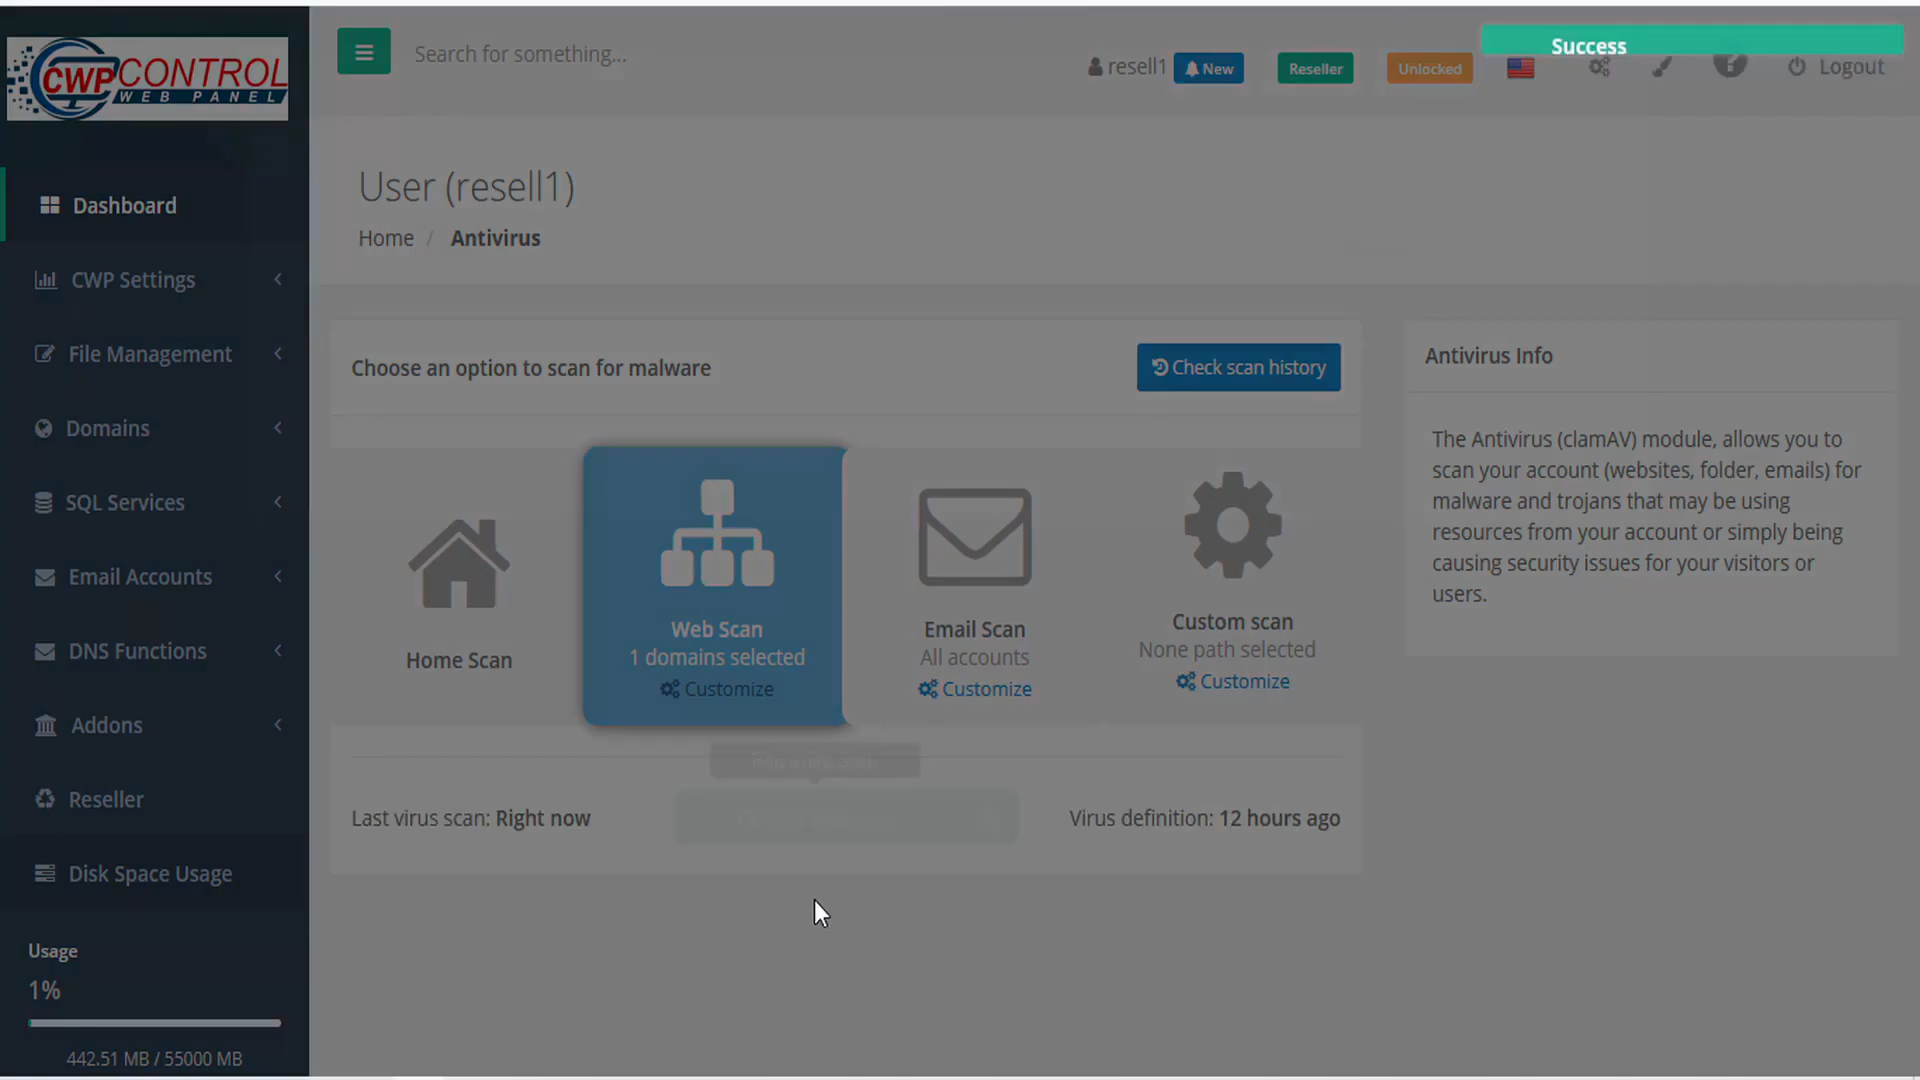 CWP CONTROL
WEB PANEL
Search for something...
resell1
New
Reseller
Unlocked
Success
Logout
Dashboard
CWP Settings
File Management
Domains
SQL Services
Email Accounts
DNS Functions
Addons
Reseller
Disk Space Usage
Usage
1%
442.51 MB / 55000 MB
User (resell1)
Home / Antivirus
Choose an option to scan for malware
Check scan history
Home Scan
Web Scan
1 domains selected
Customize
Email Scan
All accounts
Customize
Custom scan
None path selected
Customize
Last virus scan: Right now
Virus definition: 12 hours ago
Antivirus Info
The Antivirus (clamAV) module, allows you to
scan your account (websites, folder, emails) for
malware and trojans that may be using
resources from your account or simply being
causing security issues for your visitors or
users.